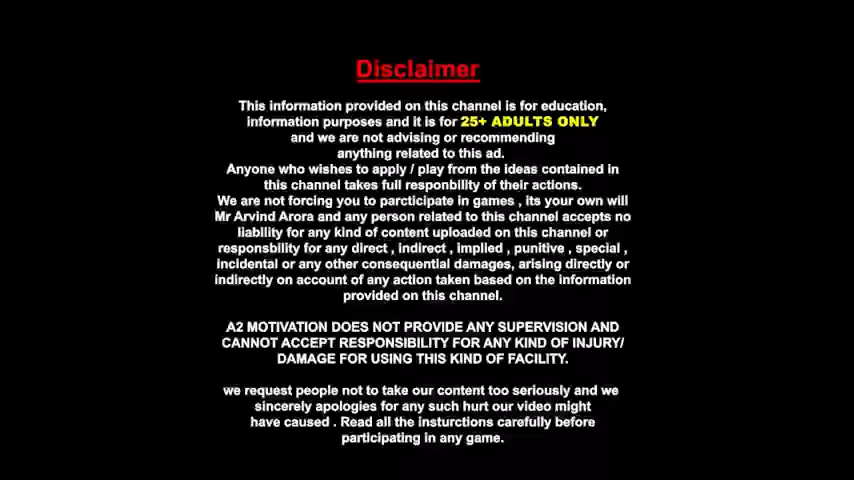 Disclaimer
This information provided on this channel is for education,
information purposes and it is for 25+ ADULTS ONLY
and we are not advising or recommending
anything related to this ad.
Anyone who wishes to apply / play from the ideas contained in
this channel takes full responbility of their actions.
We are not forcing you to parcticipate in games , its your own will
Mr Arvind Arora and any person related to this channel accepts no
liability for any kind of content uploaded on this channel or
responsbility for any direct , indirect , implied , punitive , special ,
incidental or any other consequential damages, arising directly or
indirectly on account of any action taken based on the information
provided on this channel.
A2 MOTIVATION DOES NOT PROVIDE ANY SUPERVISION AND
CANNOT ACCEPT RESPONSIBILITY FOR ANY KIND OF INJURY/
DAMAGE FOR USING THIS KIND OF FACILITY.
we request people not to take our content too seriously and we
sincerely apologies for any such hurt our video might
have caused . Read all the insturctions carefully before
participating in any game.